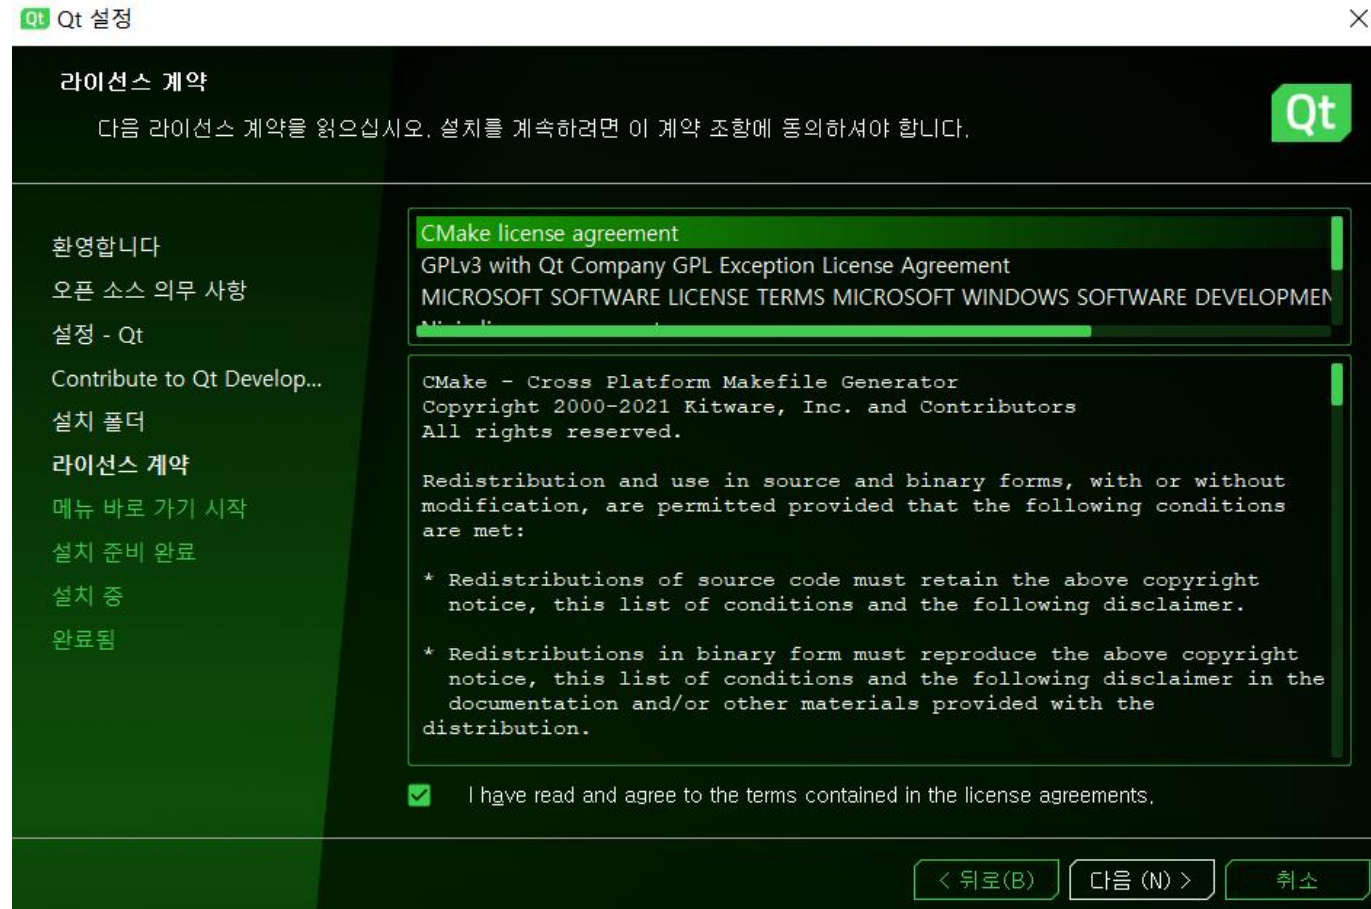 Qt Qt 설정
라이선스 계약
다음 라이선스 계약을 읽으십시오. 설치를 계속하려면 이 계약 조항에 동의하셔야 합니다.
Qt
환영합니다
오픈 소스 의무 사항
설정 - Qt
Contribute to Qt Develop...
설치 폴더
라이선스 계약
메뉴 바로 가기 시작
설치 준비 완료
설치 중
완료됨
CMake license agreement
GPLv3 with Qt Company GPL Exception License Agreement
MICROSOFT SOFTWARE LICENSE TERMS MICROSOFT WINDOWS SOFTWARE DEVELOPMEN
CMake - Cross Platform Makefile Generator
Copyright 2000-2021 Kitware, Inc. and Contributors
All rights reserved.
Redistribution and use in source and binary forms, with or without
modification, are permitted provided that the following conditions
are met:
* Redistributions of source code must retain the above copyright
notice, this list of conditions and the following disclaimer.
* Redistributions in binary form must reproduce the above copyright
notice, this list of conditions and the following disclaimer in the
documentation and/or other materials provided with the
distribution.
I have read and agree to the terms contained in the license agreements.
< 뒤로(B)
다음 (N) >
취소